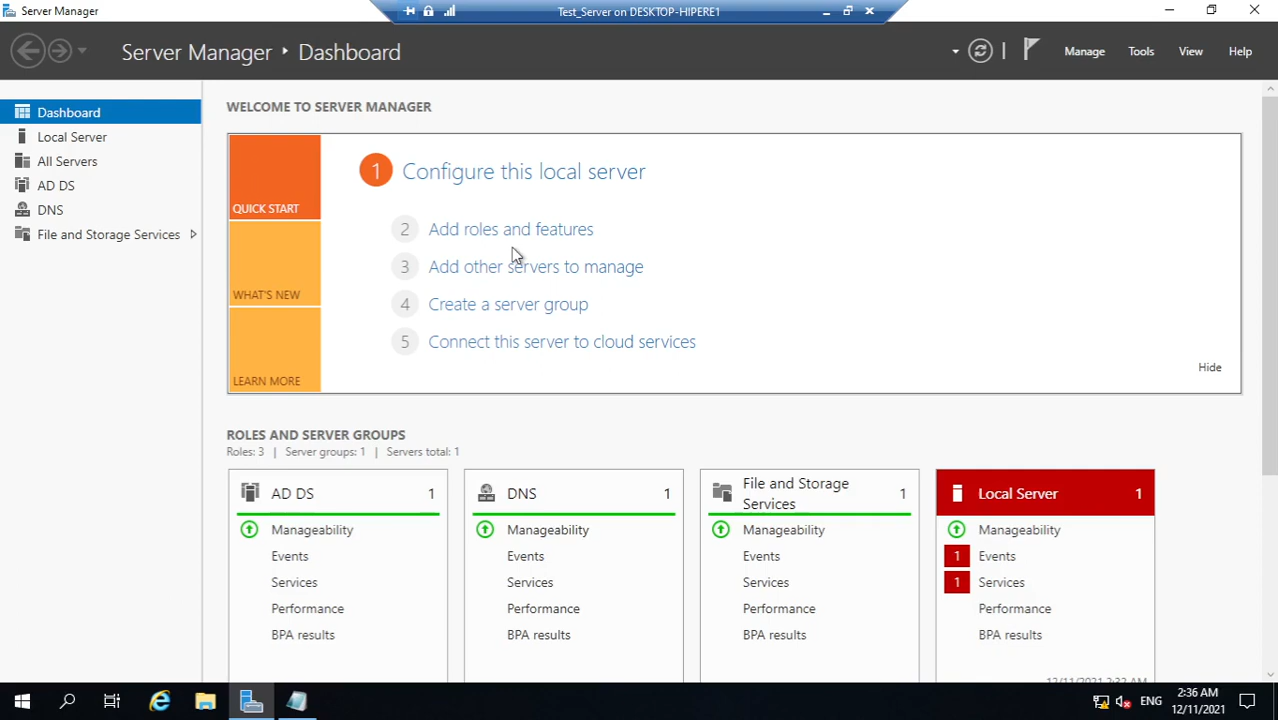 Server Manager
Test_Server on DESKTOP-HIPERE1
Server Manager • Dashboard
Manage
Tools
View
Help
Dashboard
Local Server
All Servers
AD DS
DNS
File and Storage Services
WELCOME TO SERVER MANAGER
QUICK START
WHAT'S NEW
LEARN MORE
1 Configure this local server
2 Add roles and features
3 Add other servers to manage
4 Create a server group
5 Connect this server to cloud services
Hide
ROLES AND SERVER GROUPS
Roles: 3 | Server groups: 1 | Servers total: 1
AD DS 1
Manageability
Events
Services
Performance
BPA results
DNS 1
Manageability
Events
Services
Performance
BPA results
File and Storage
Services 1
Manageability
Events
Services
Performance
BPA results
Local Server 1
Manageability
1 Events
1 Services
Performance
BPA results
12/11/2021 2:32 AM
ENG
2:36 AM
12/11/2021